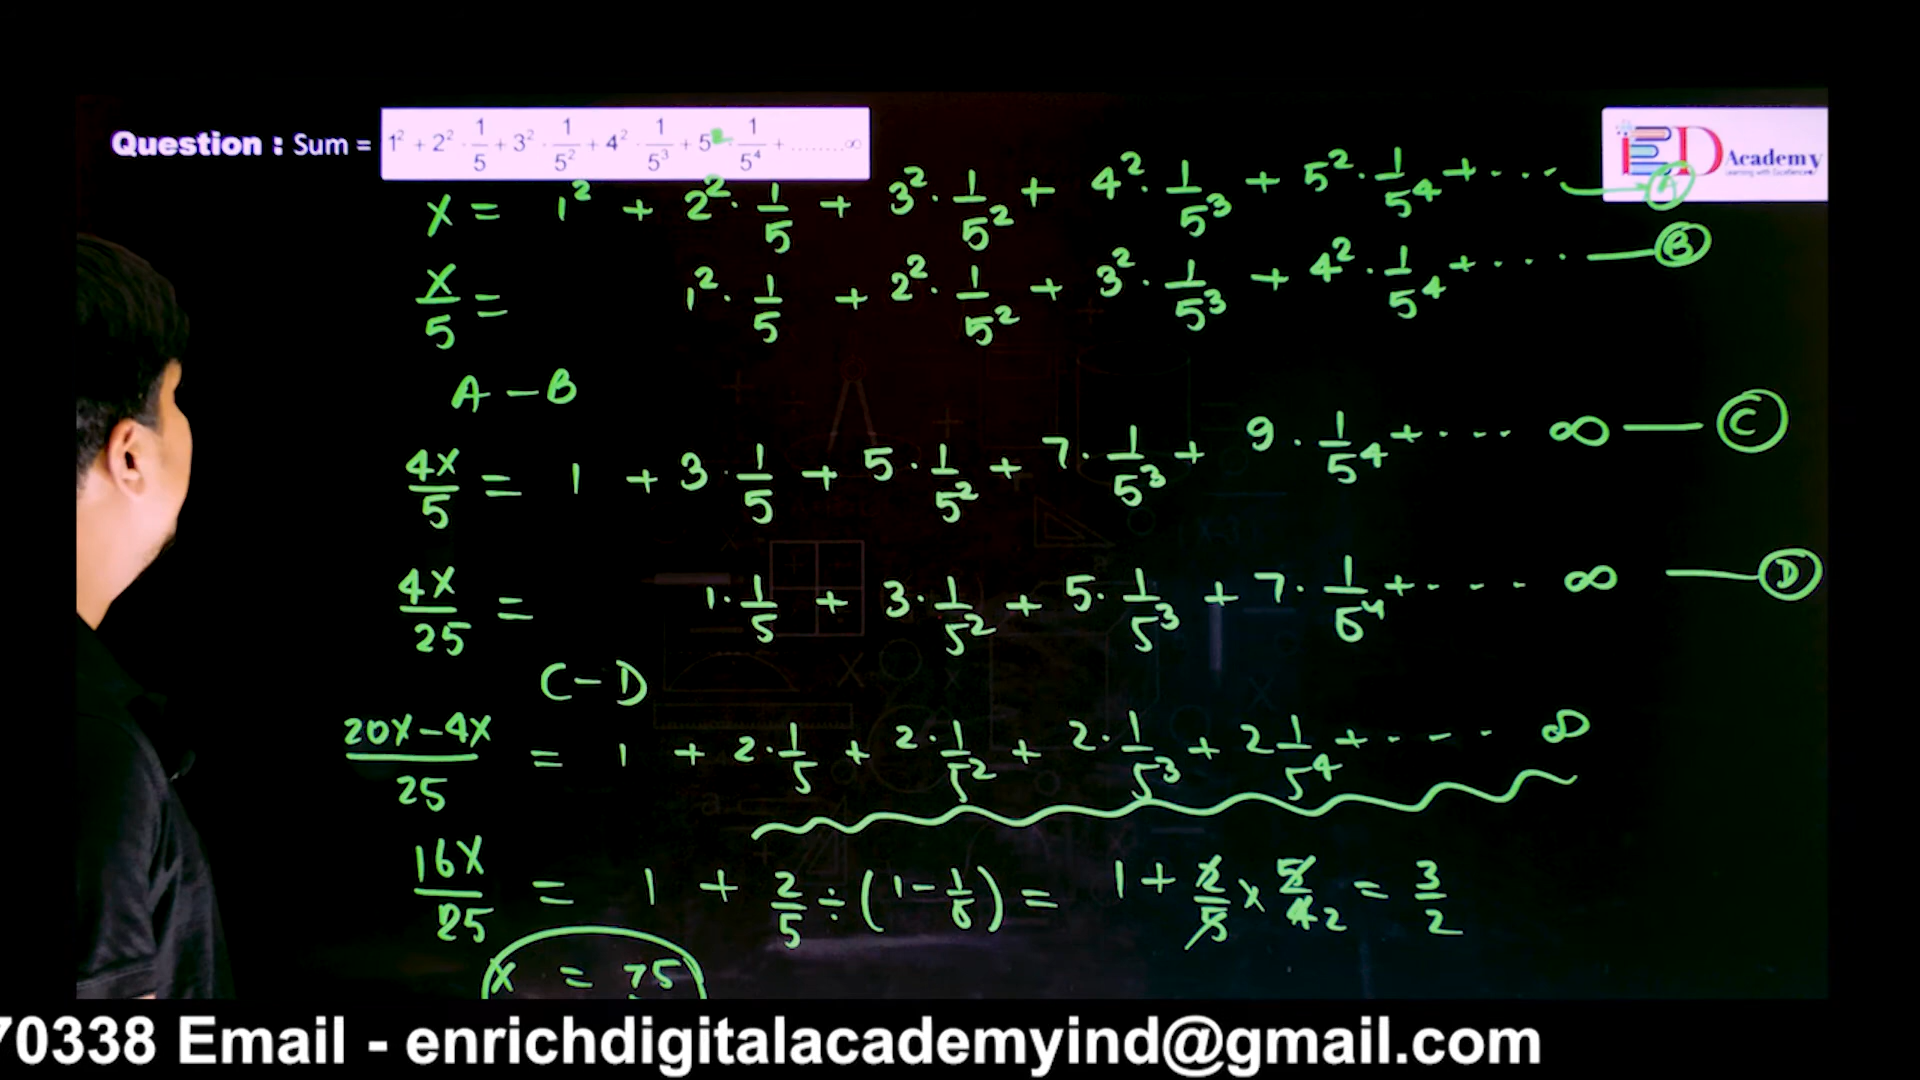 Question : Sum = 1² + 2² · 1/5 + 3² · 1/5² + 4² · 1/5³ + 5² · 1/5⁴ + ........∞
ED Academy
Learning with Excellence
x = 1² + 2² · 1/5 + 3² · 1/5² + 4² · 1/5³ + 5² · 1/5⁴ + ... — A
x/5 = 1² · 1/5 + 2² · 1/5² + 3² · 1/5³ + 4² · 1/5⁴ + .... — B
A - B
4x/5 = 1 + 3 · 1/5 + 5 · 1/5² + 7 · 1/5³ + 9 · 1/5⁴ + .... ∞ — C
4x/25 = 1 · 1/5 + 3 · 1/5² + 5 · 1/5³ + 7 · 1/5⁴ + .... ∞ — D
C - D
20x - 4x/25 = 1 + 2 · 1/5 + 2 · 1/5² + 2 · 1/5³ + 2 1/5⁴ + .... ∞
16x/25 = 1 + 2/5 ÷ (1 - 1/5) = 1 + 2/5 × 5/4 2 = 3/2
x = 75
70338 Email - enrichdigitalacademyind@gmail.com